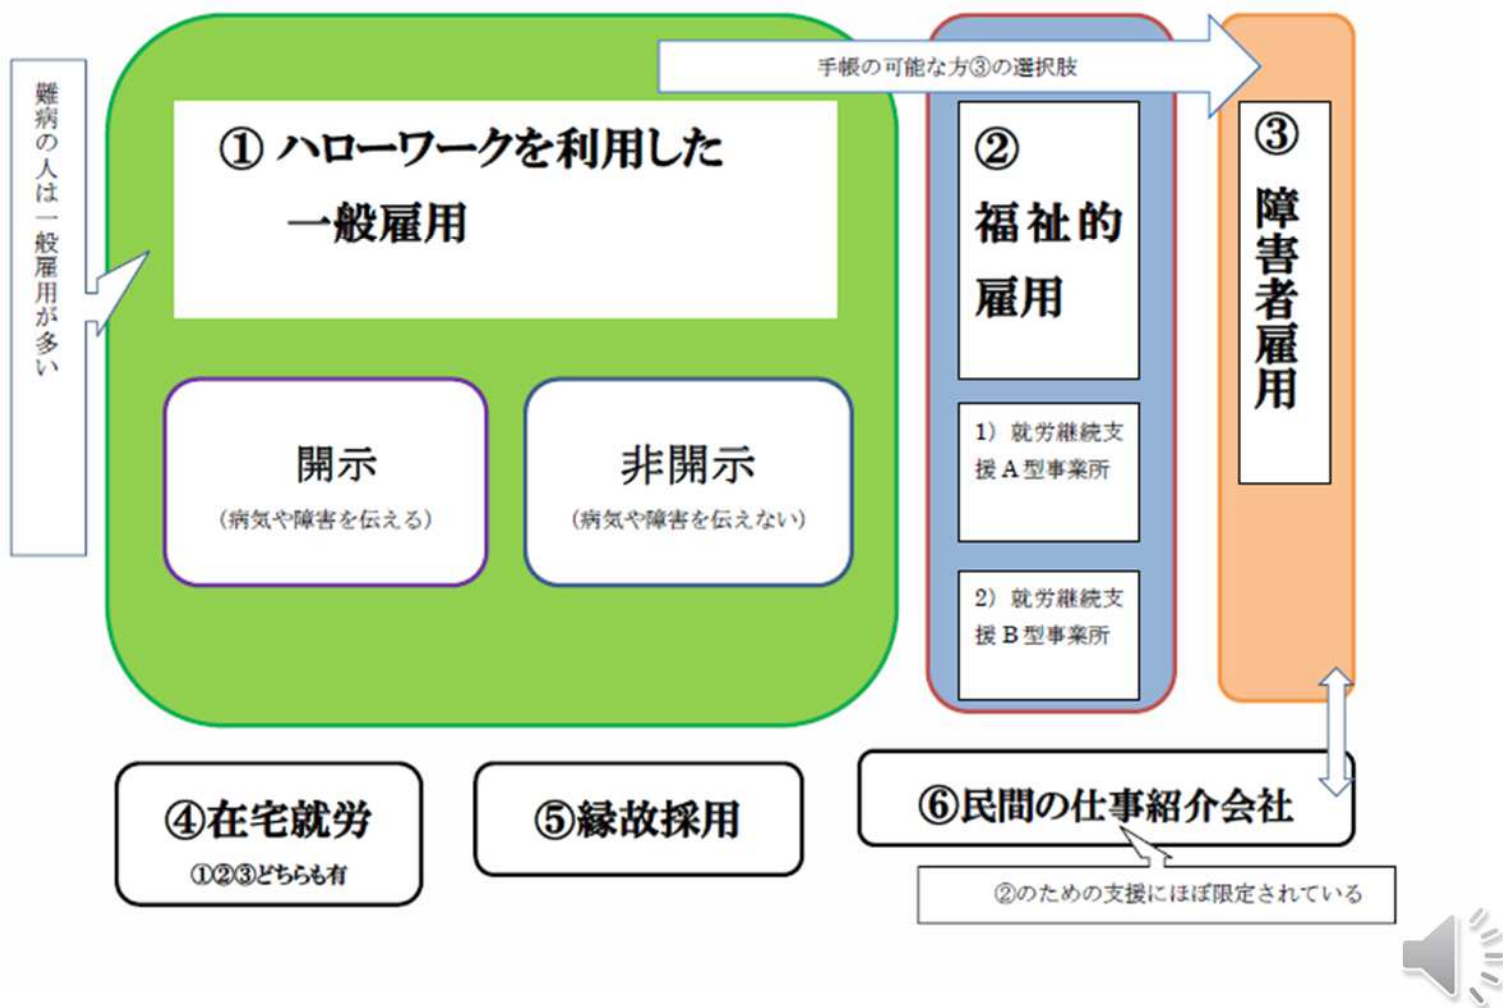 手帳の可能な方③の選択肢
難病の人は一般雇用が多い
① ハローワークを利用した
一般雇用
開示
(病気や障害を伝える)
非開示
(病気や障害を伝えない)
②
福祉的
雇用
1）就労継続支
援 A 型事業所
2）就労継続支
援 B 型事業所
③障害者雇用
④在宅就労
①②③どちらも有
⑤縁故採用
⑥民間の仕事紹介会社
②のための支援にほぼ限定されている